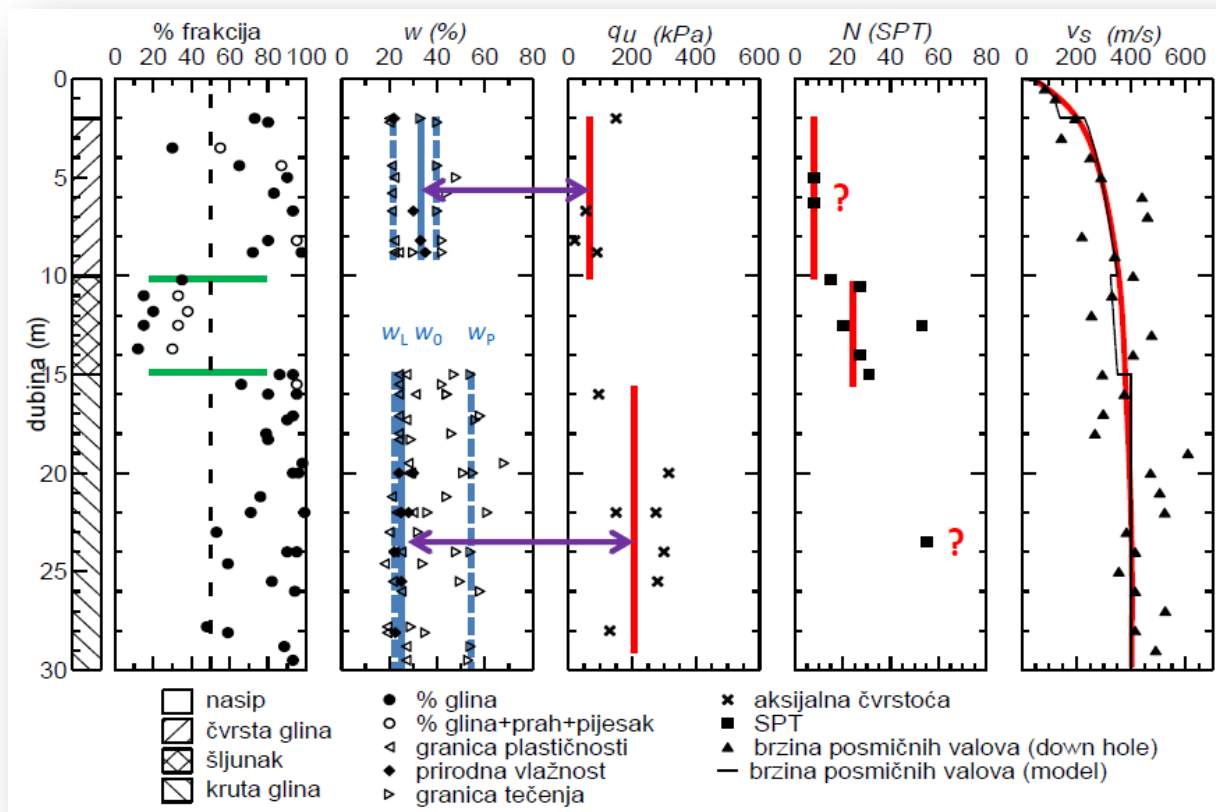 % frakcija
w (%)
qu (kPa)
N (SPT)
vs (m/s)
0 20 40 60 80 100
0 20 40 60 80
0 200 400 600
0 20 40 60 80
0 200 400 600
0
5
10
15
20
25
30
dubina (m)
?
wL w0 wP
?
nasip
čvrsta glina
šljunak
kruta glina
% glina
% glina+prah+pijesak
granica plastičnosti
prirodna vlažnost
granica tečenja
aksijalna čvrstoća
SPT
brzina posmičnih valova (down hole)
brzina posmičnih valova (model)